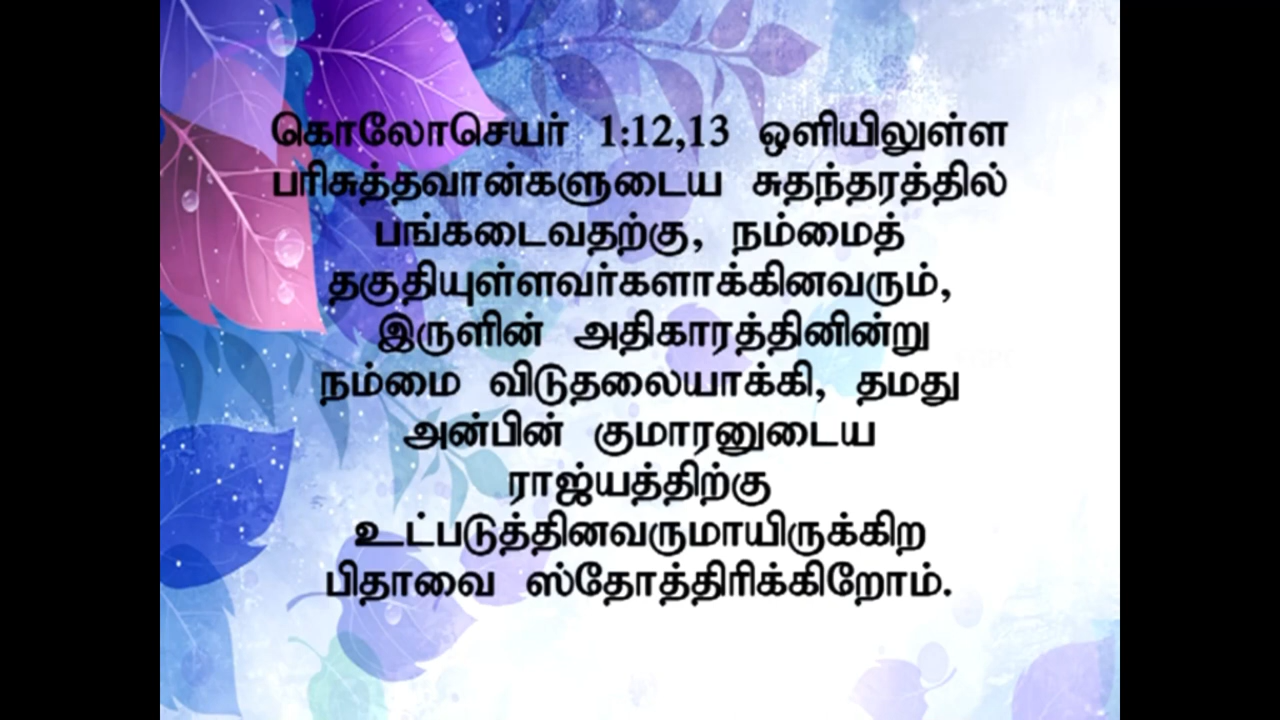 கொலோசெயர் 1:12,13 ஒளியிலுள்ள
பரிசுத்தவான்களுடைய சுதந்தரத்தில்
பங்கடைவதற்கு, நம்மைத்
தகுதியுள்ளவர்களாக்கினவரும்,
இருளின் அதிகாரத்தினின்று
நம்மை விடுதலையாக்கி, தமது
அன்பின் குமாரனுடைய
ராஜ்யத்திற்கு
உட்படுத்தினவருமாயிருக்கிற
பிதாவை ஸ்தோத்திரிக்கிறோம்.